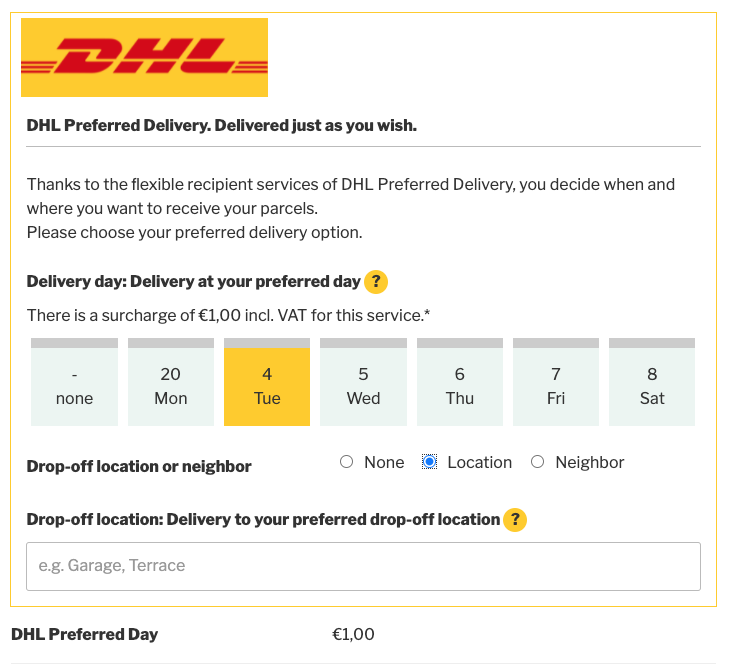 DHL
DHL Preferred Delivery. Delivered just as you wish.
Thanks to the flexible recipient services of DHL Preferred Delivery, you decide when and
where you want to receive your parcels.
Please choose your preferred delivery option.
Delivery day: Delivery at your preferred day ?
There is a surcharge of €1,00 incl. VAT for this service.*
- 20 4 5 6 7 8
none Mon Tue Wed Thu Fri Sat
Drop-off location or neighbor None Location Neighbor
Drop-off location: Delivery to your preferred drop-off location ?
e.g. Garage, Terrace
DHL Preferred Day €1,00